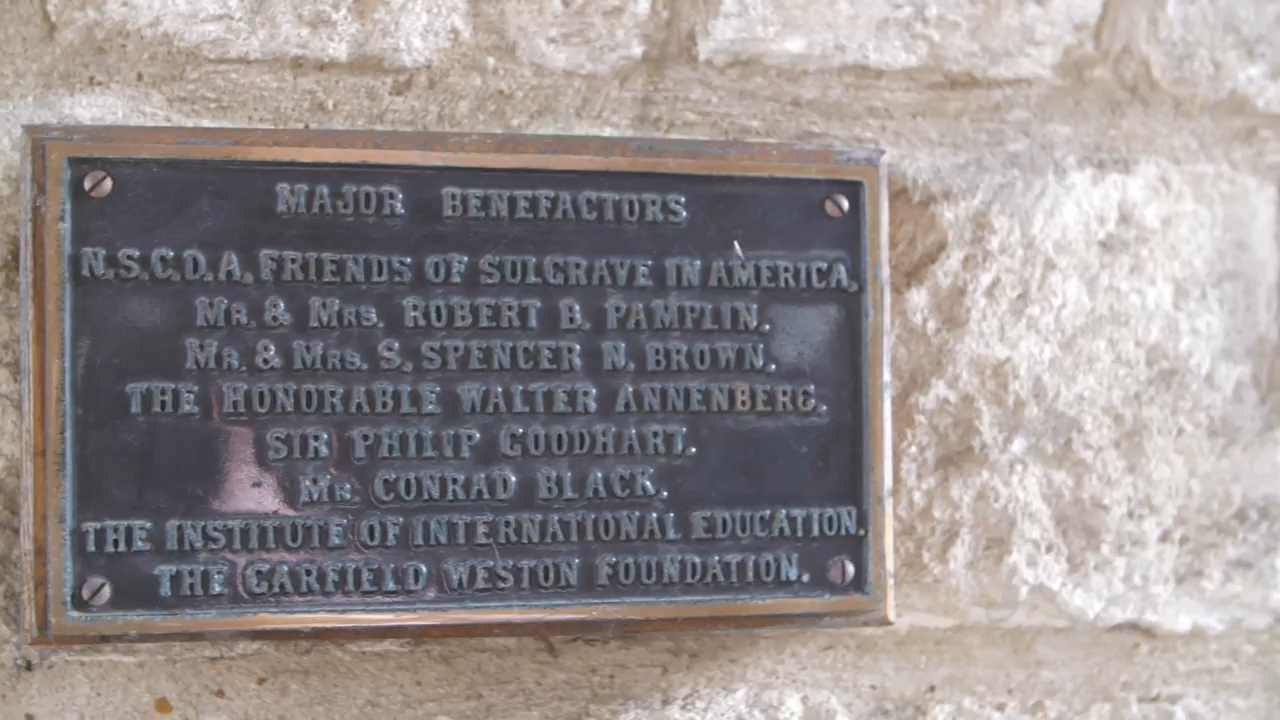 MAJOR BENEFACTORS
N.S.C.D.A. FRIENDS OF SULGRAVE IN AMERICA.
MR. & MRS. ROBERT B. PAMPLIN.
MR. & MRS. S. SPENCER N. BROWN.
THE HONORABLE WALTER ANNENBERG.
SIR PHILIP GOODHART.
MR. CONRAD BLACK.
THE INSTITUTE OF INTERNATIONAL EDUCATION.
THE GARFIELD WESTON FOUNDATION.